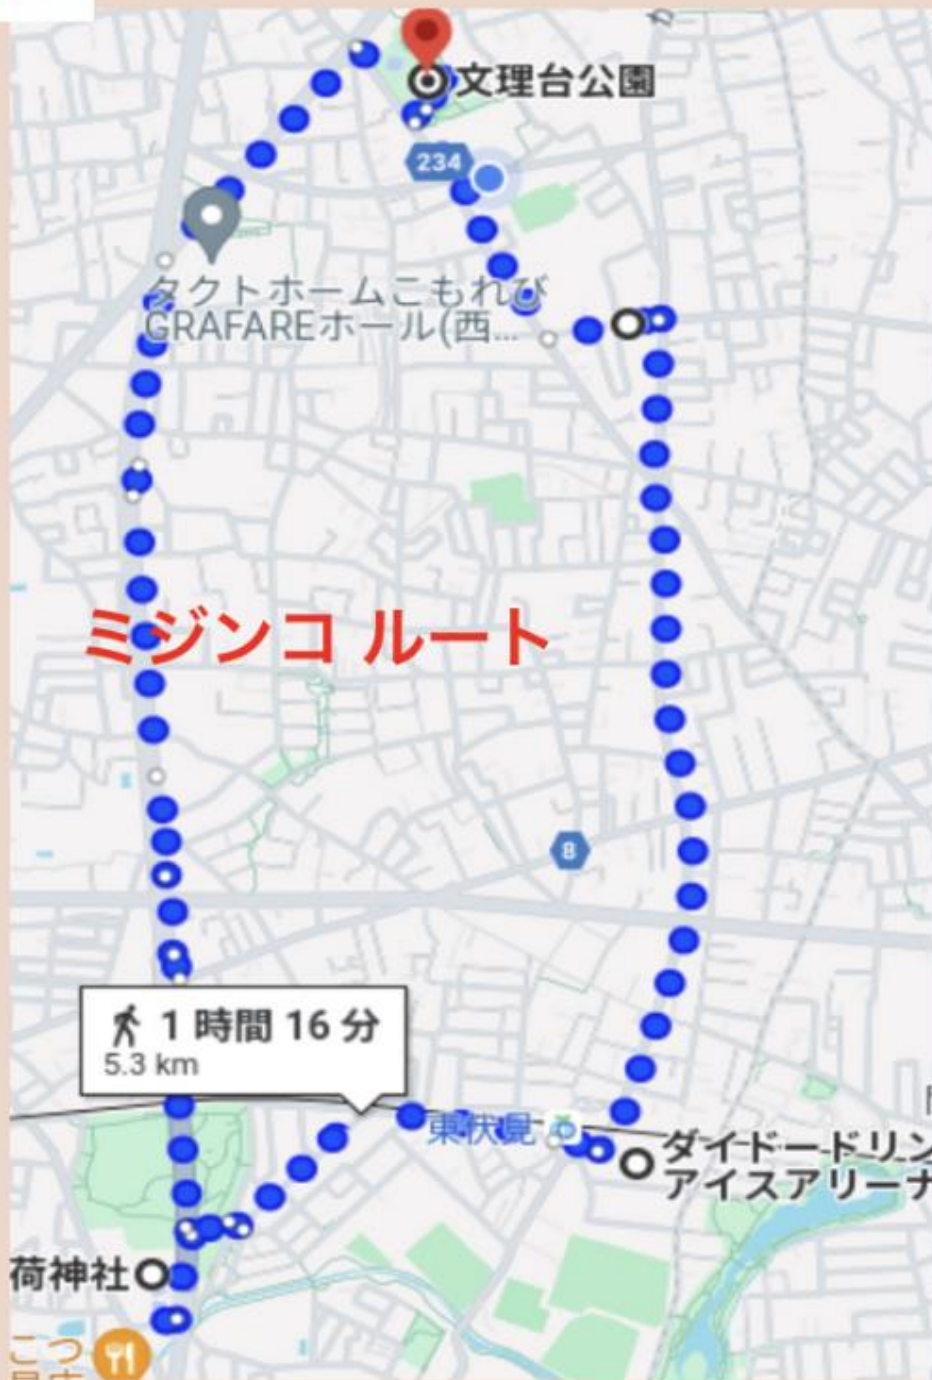 文理台公園
234
タクトホームこもれび
GRAFAREホール(西...
ミジンコ ルート
8
1 時間 16 分
5.3 km
東伏見
ダイドードリン
アイスアリーナ
荷神社
こつ